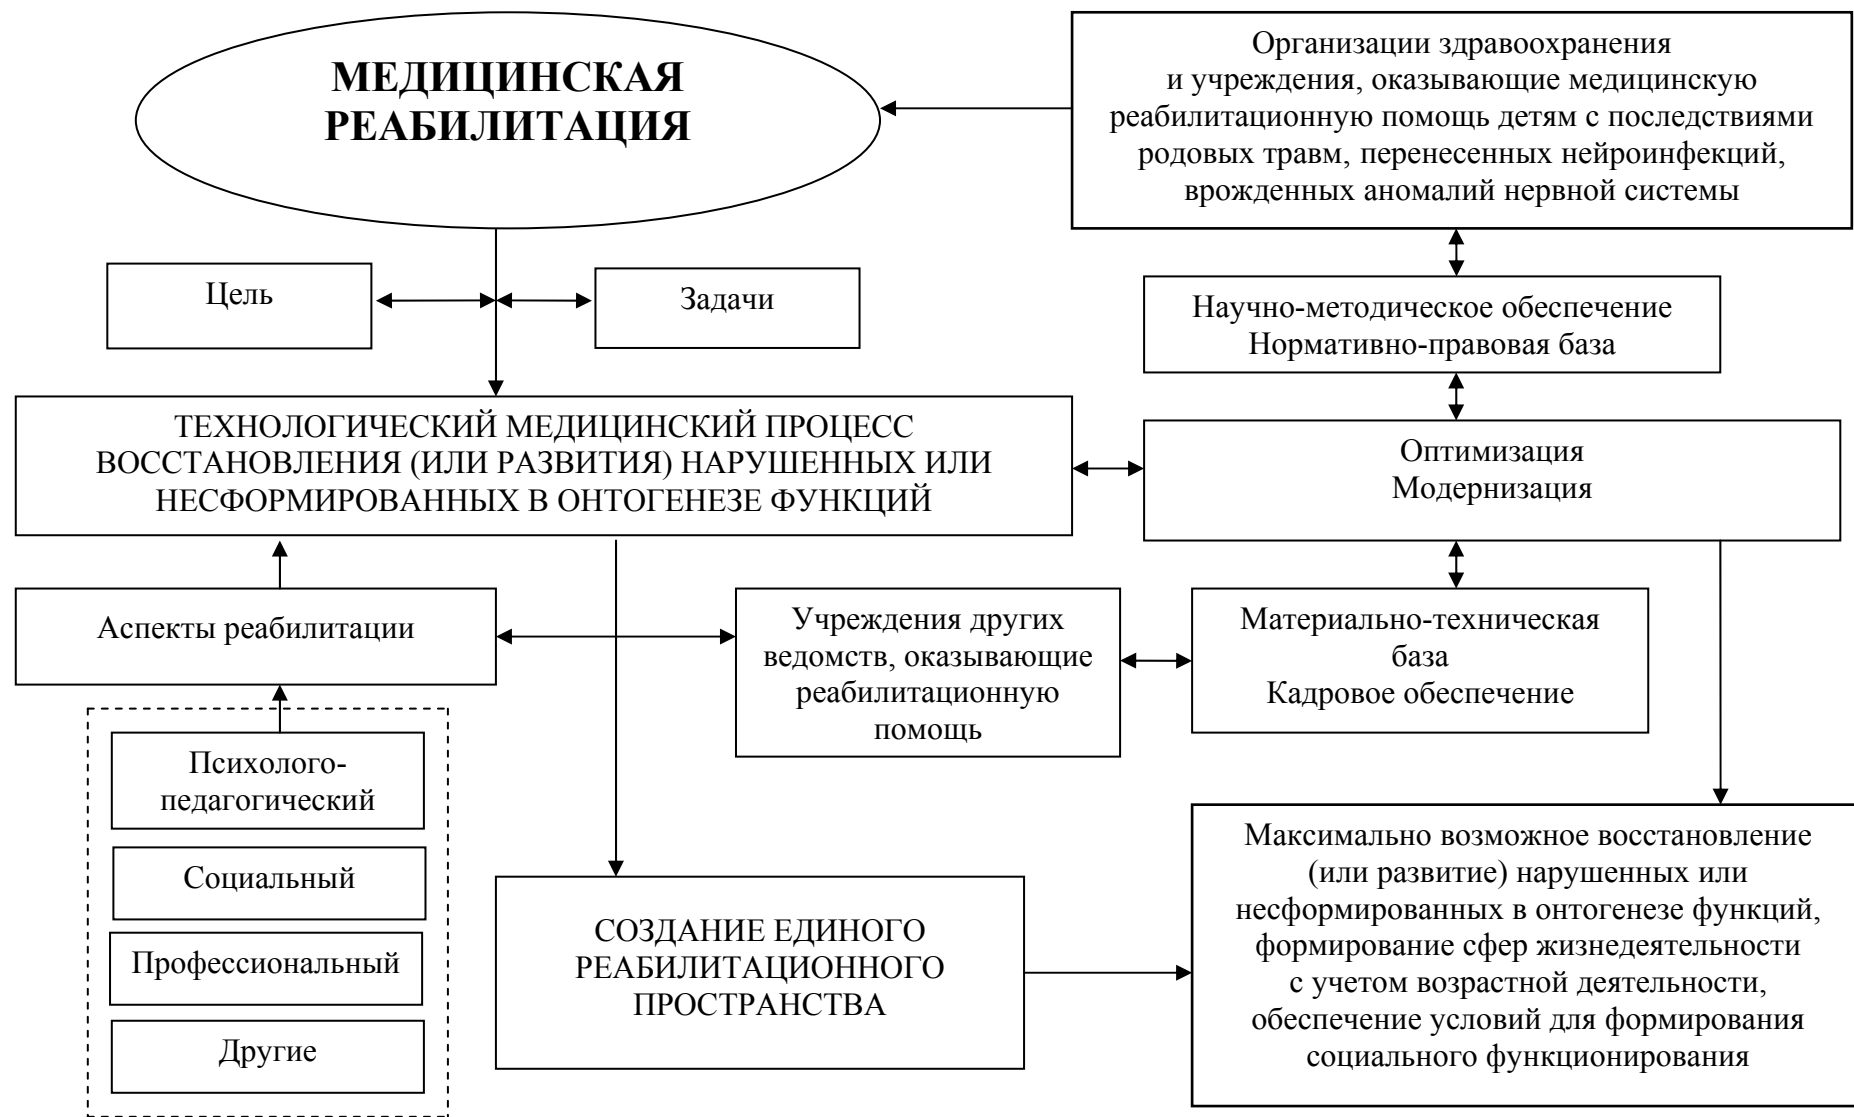 МЕДИЦИНСКАЯ
РЕАБИЛИТАЦИЯ
Организации здравоохранения
и учреждения, оказывающие медицинскую
реабилитационную помощь детям с последствиями
родовых травм, перенесенных нейроинфекций,
врожденных аномалий нервной системы
Цель
Задачи
Научно-методическое обеспечение
Нормативно-правовая база
ТЕХНОЛОГИЧЕСКИЙ МЕДИЦИНСКИЙ ПРОЦЕСС
ВОССТАНОВЛЕНИЯ (ИЛИ РАЗВИТИЯ) НАРУШЕННЫХ ИЛИ
НЕСФОРМИРОВАННЫХ В ОНТОГЕНЕЗЕ ФУНКЦИЙ
Оптимизация
Модернизация
Аспекты реабилитации
Учреждения других
ведомств, оказывающие
реабилитационную
помощь
Материально-техническая
база
Кадровое обеспечение
Психолого-
педагогический
Социальный
Профессиональный
Другие
СОЗДАНИЕ ЕДИНОГО
РЕАБИЛИТАЦИОННОГО
ПРОСТРАНСТВА
Максимально возможное восстановление
(или развитие) нарушенных или
несформированных в онтогенезе функций,
формирование сфер жизнедеятельности
с учетом возрастной деятельности,
обеспечение условий для формирования
социального функционирования